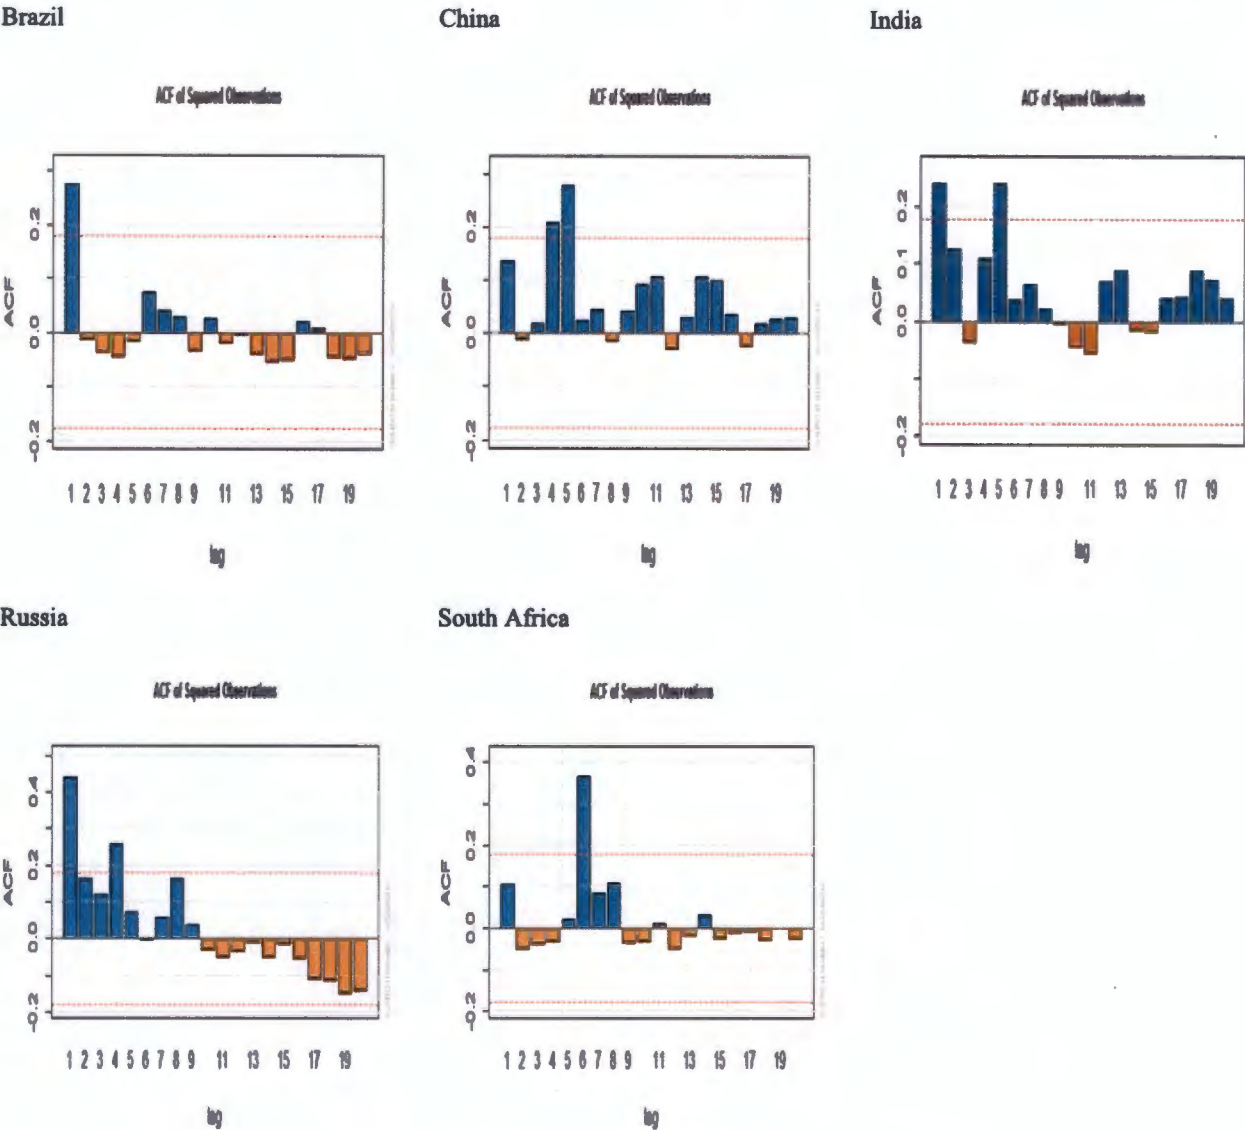 Brazil
ACF of Squared Observations
ACF
0.2
0.0
-0.2
1 2 3 4 5 6 7 8 9 11 13 15 17 19
lag
China
ACF of Squared Observations
ACF
0.2
0.0
-0.2
1 2 3 4 5 6 7 8 9 11 13 15 17 19
lag
India
ACF of Squared Observations
ACF
0.2
0.1
0.0
-0.2
1 2 3 4 5 6 7 8 9 11 13 15 17 19
lag
Russia
ACF of Squared Observations
ACF
0.4
0.2
0.0
-0.2
1 2 3 4 5 6 7 8 9 11 13 15 17 19
lag
South Africa
ACF of Squared Observations
ACF
0.4
0.2
0.0
-0.2
1 2 3 4 5 6 7 8 9 11 13 15 17 19
lag